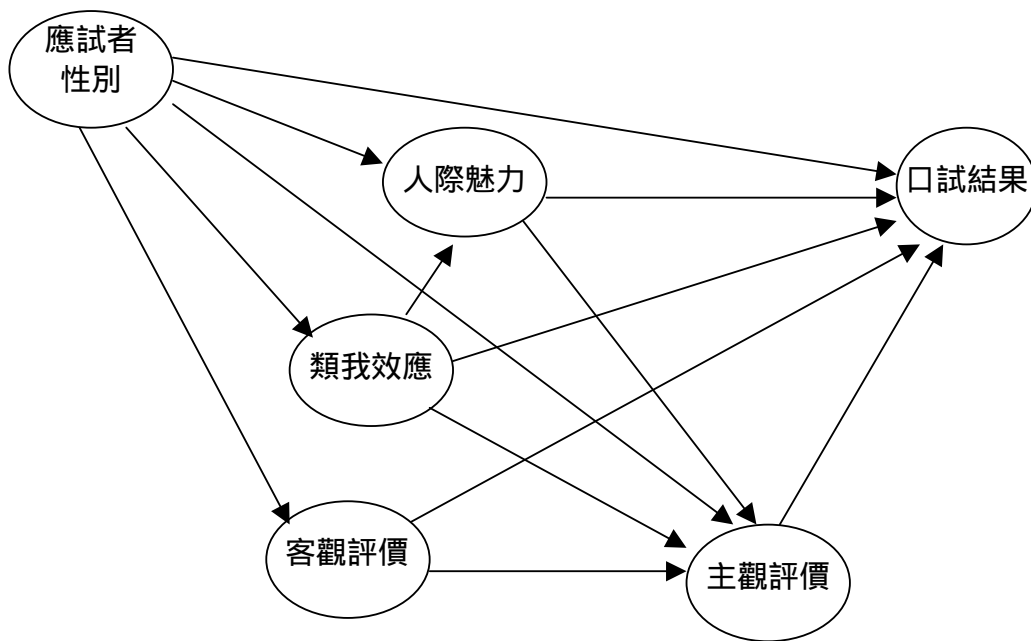 應試者
性別
人際魅力
口試結果
類我效應
客觀評價
主觀評價